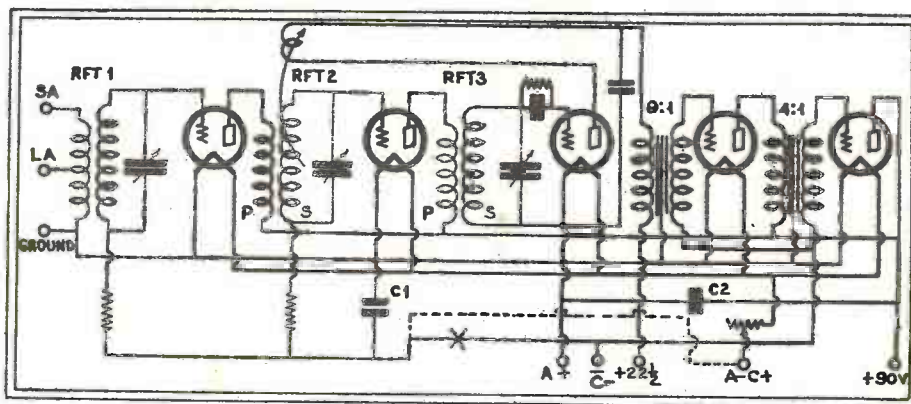 RFT 1
RFT2
RFT3
9:1
4:1
SA
LA
P
S
P
S
GROUND
C1
C2
A+
C-
+22½
A-C+
+90V.